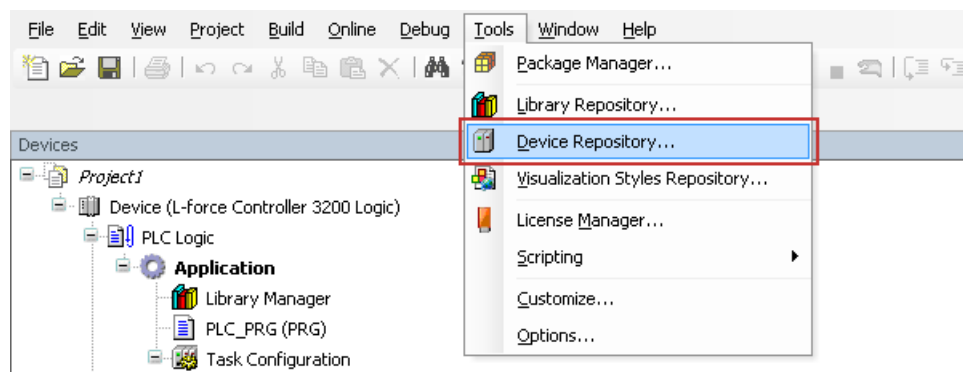 File Edit View Project Build Online Debug Tools Window Help
Package Manager...
Library Repository...
Devices
Device Repository...
Project1
Visualization Styles Repository...
Device (L-force Controller 3200 Logic)
License Manager...
PLC Logic
Scripting
Application
Library Manager
Customize...
PLC_PRG (PRG)
Options...
Task Configuration